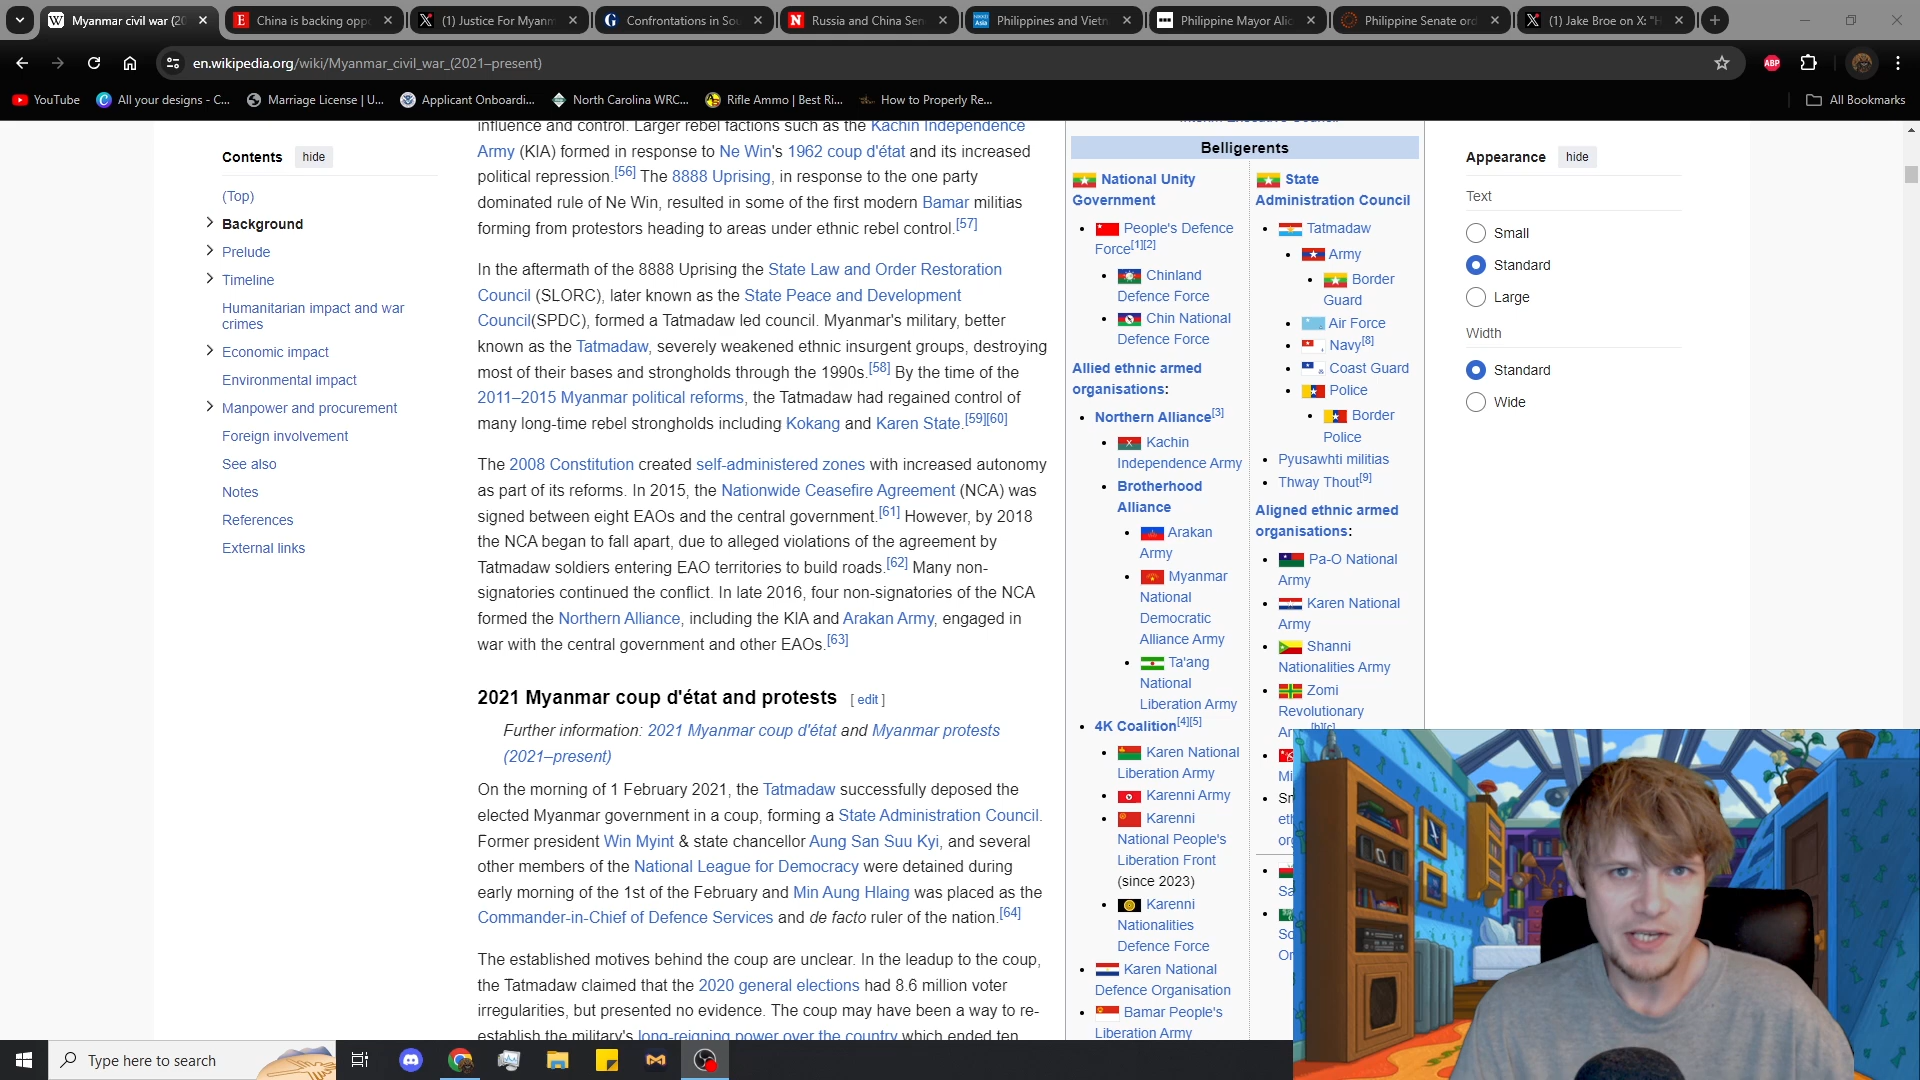 Myanmar civil war (20
China is backing oppo
(1) Justice For Myanm
Confrontations in Sou
Russia and China Sen
Philippines and Vietn
Philippine Mayor Alic
Philippine Senate ord
(1) Jake Broe on X: "H
en.wikipedia.org/wiki/Myanmar_civil_war_(2021–present)
ABP
YouTube
All your designs - C...
Marriage License | U...
Applicant Onboardi...
North Carolina WRC...
Rifle Ammo | Best Ri...
How to Properly Re...
All Bookmarks
Contents
hide
(Top)
Background
Prelude
Timeline
Humanitarian impact and war
crimes
Economic impact
Environmental impact
Manpower and procurement
Foreign involvement
See also
Notes
References
External links
influence and control. Larger rebel factions such as the Kachin Independence
Army (KIA) formed in response to Ne Win's 1962 coup d'état and its increased
political repression.[56] The 8888 Uprising, in response to the one party
dominated rule of Ne Win, resulted in some of the first modern Bamar militias
forming from protestors heading to areas under ethnic rebel control.[57]
In the aftermath of the 8888 Uprising the State Law and Order Restoration
Council (SLORC), later known as the State Peace and Development
Council(SPDC), formed a Tatmadaw led council. Myanmar's military, better
known as the Tatmadaw, severely weakened ethnic insurgent groups, destroying
most of their bases and strongholds through the 1990s.[58] By the time of the
2011–2015 Myanmar political reforms, the Tatmadaw had regained control of
many long-time rebel strongholds including Kokang and Karen State.[59][60]
The 2008 Constitution created self-administered zones with increased autonomy
as part of its reforms. In 2015, the Nationwide Ceasefire Agreement (NCA) was
signed between eight EAOs and the central government.[61] However, by 2018
the NCA began to fall apart, due to alleged violations of the agreement by
Tatmadaw soldiers entering EAO territories to build roads.[62] Many non-
signatories continued the conflict. In late 2016, four non-signatories of the NCA
formed the Northern Alliance, including the KIA and Arakan Army, engaged in
war with the central government and other EAOs.[63]
2021 Myanmar coup d'état and protests [ edit ]
Further information: 2021 Myanmar coup d'état and Myanmar protests
(2021–present)
On the morning of 1 February 2021, the Tatmadaw successfully deposed the
elected Myanmar government in a coup, forming a State Administration Council.
Former president Win Myint & state chancellor Aung San Suu Kyi, and several
other members of the National League for Democracy were detained during
early morning of the 1st of the February and Min Aung Hlaing was placed as the
Commander-in-Chief of Defence Services and de facto ruler of the nation.[64]
The established motives behind the coup are unclear. In the leadup to the coup,
the Tatmadaw claimed that the 2020 general elections had 8.6 million voter
irregularities, but presented no evidence. The coup may have been a way to re-
establish the military's long-reigning power over the country which ended ten
Belligerents
National Unity
Government
People's Defence
Force[1][2]
Chinland
Defence Force
Chin National
Defence Force
Allied ethnic armed
organisations:
Northern Alliance[3]
Kachin
Independence Army
Brotherhood
Alliance
Arakan
Army
Myanmar
National
Democratic
Alliance Army
Ta'ang
National
Liberation Army
4K Coalition[4][5]
Karen National
Liberation Army
Karenni Army
Karenni
National People's
Liberation Front
(since 2023)
Karenni
Nationalities
Defence Force
Karen National
Defence Organisation
Bamar People's
Liberation Army
State
Administration Council
Tatmadaw
Army
Border
Guard
Air Force
Navy[8]
Coast Guard
Police
Border
Police
Pyusawhti militias
Thway Thout[9]
Aligned ethnic armed
organisations:
Pa-O National
Army
Karen National
Army
Shanni
Nationalities Army
Zomi
Revolutionary
Ar
[b][c]
Mi
Sm
eth
org
Sa
So
Or
Appearance
hide
Text
Small
Standard
Large
Width
Standard
Wide
Type here to search